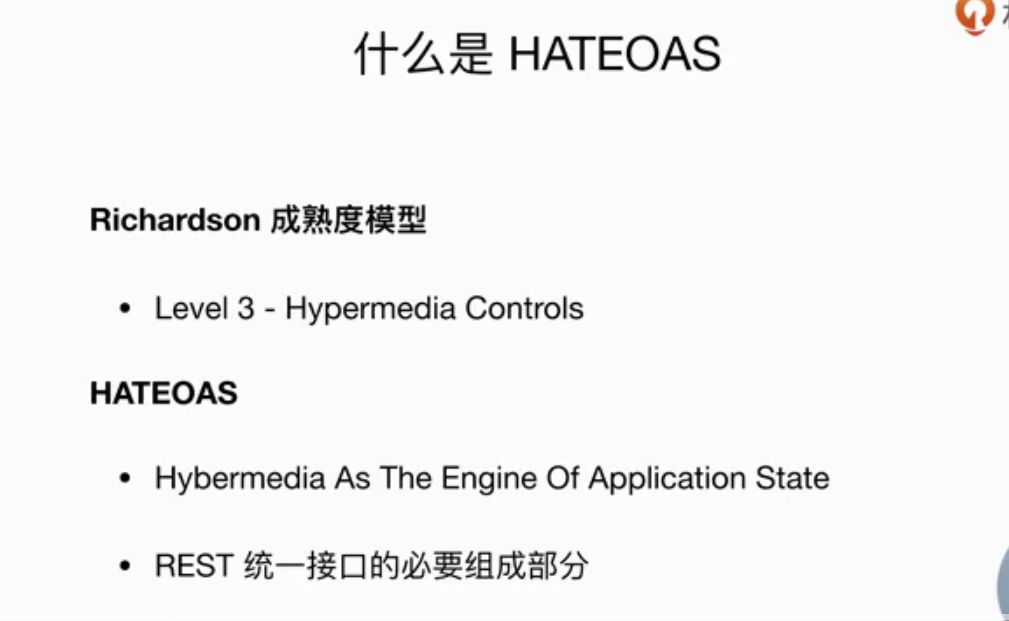 什么是 HATEOAS
Richardson 成熟度模型
• Level 3 - Hypermedia Controls
HATEOAS
• Hybermedia As The Engine Of Application State
• REST 统一接口的必要组成部分